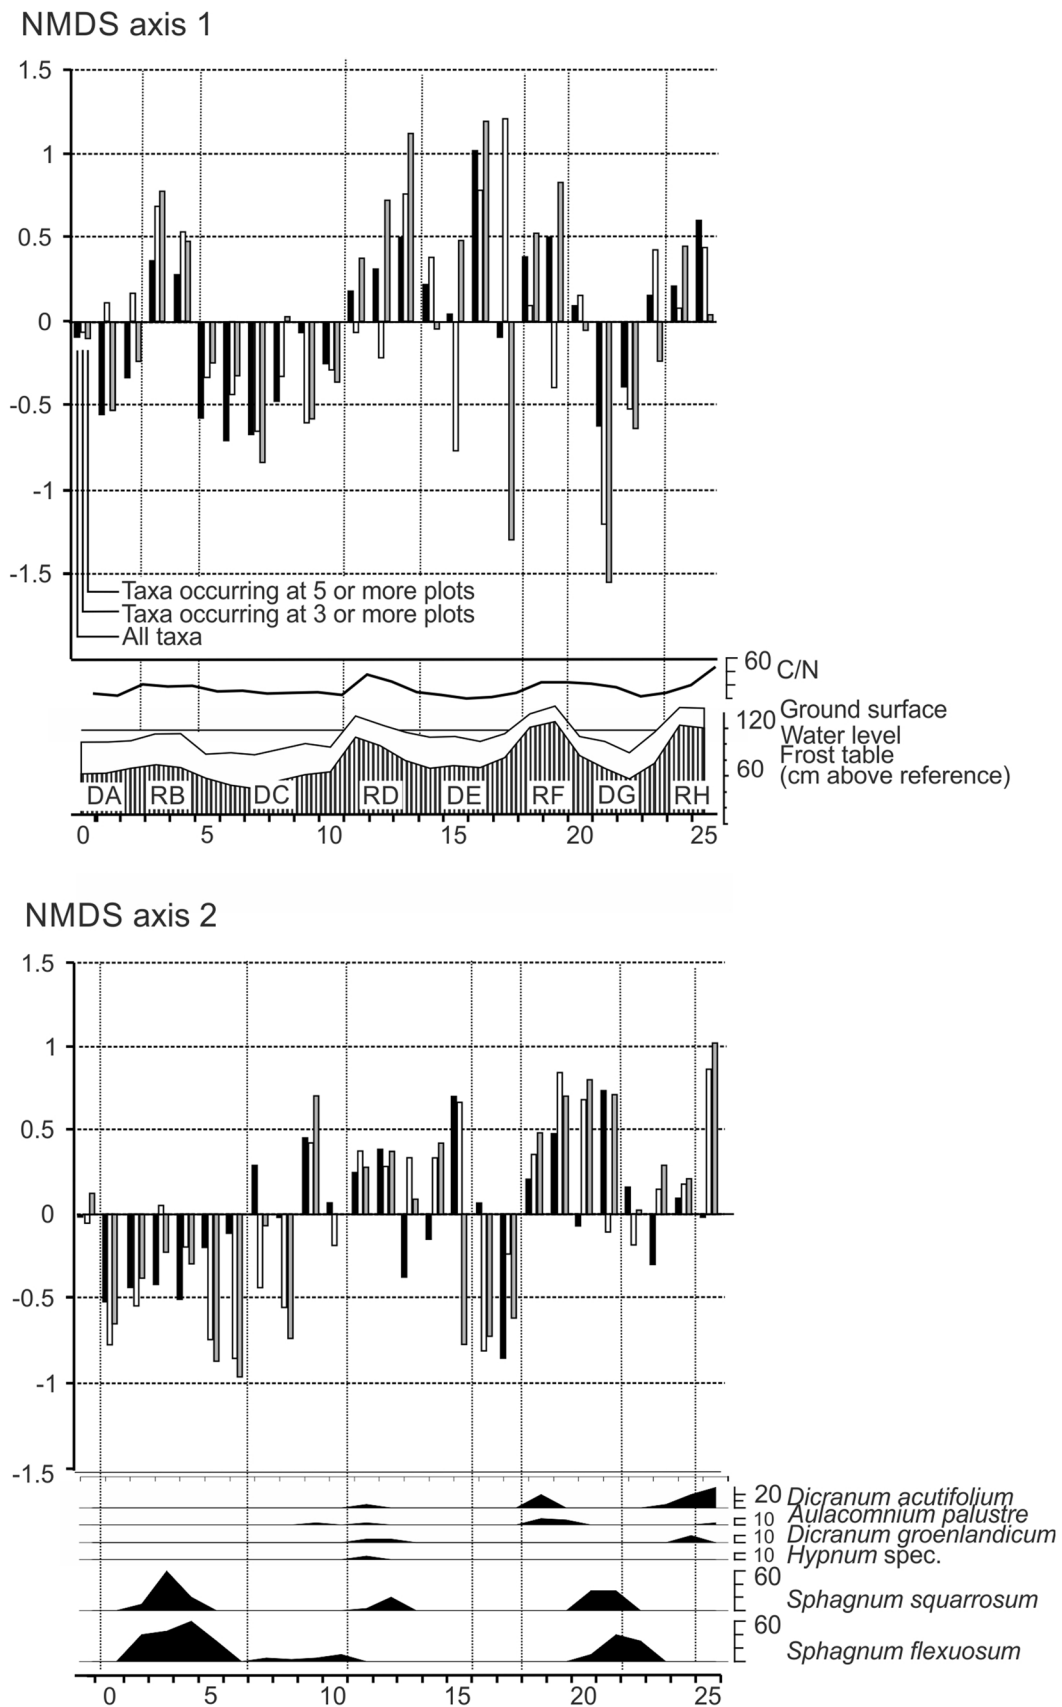 NMDS axis 1
1.5
1
0.5
0
-0.5
-1
-1.5
Taxa occurring at 5 or more plots
Taxa occurring at 3 or more plots
All taxa
60 C/N
Ground surface
120
Water level
Frost table
60
(cm above reference)
DA RB DC RD DE RF DG RH
0 5 10 15 20 25
NMDS axis 2
1.5
1
0.5
0
-0.5
-1
-1.5
20 Dicranum acutifolium
10 Aulacomnium palustre
10 Dicranum groenlandicum
10 Hypnum spec.
60
Sphagnum squarrosum
60
Sphagnum flexuosum
0 5 10 15 20 25